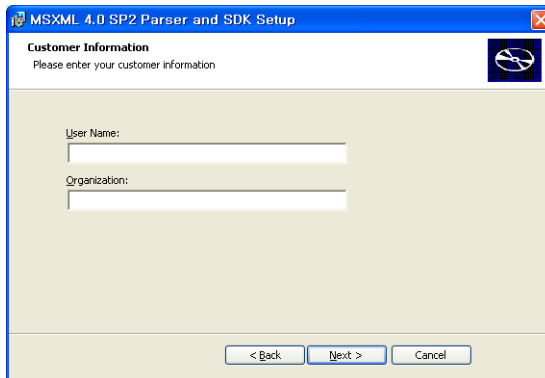 MSXML 4.0 SP2 Parser and SDK Setup
Customer Information
Please enter your customer information
User Name:
Organization:
< Back Next > Cancel